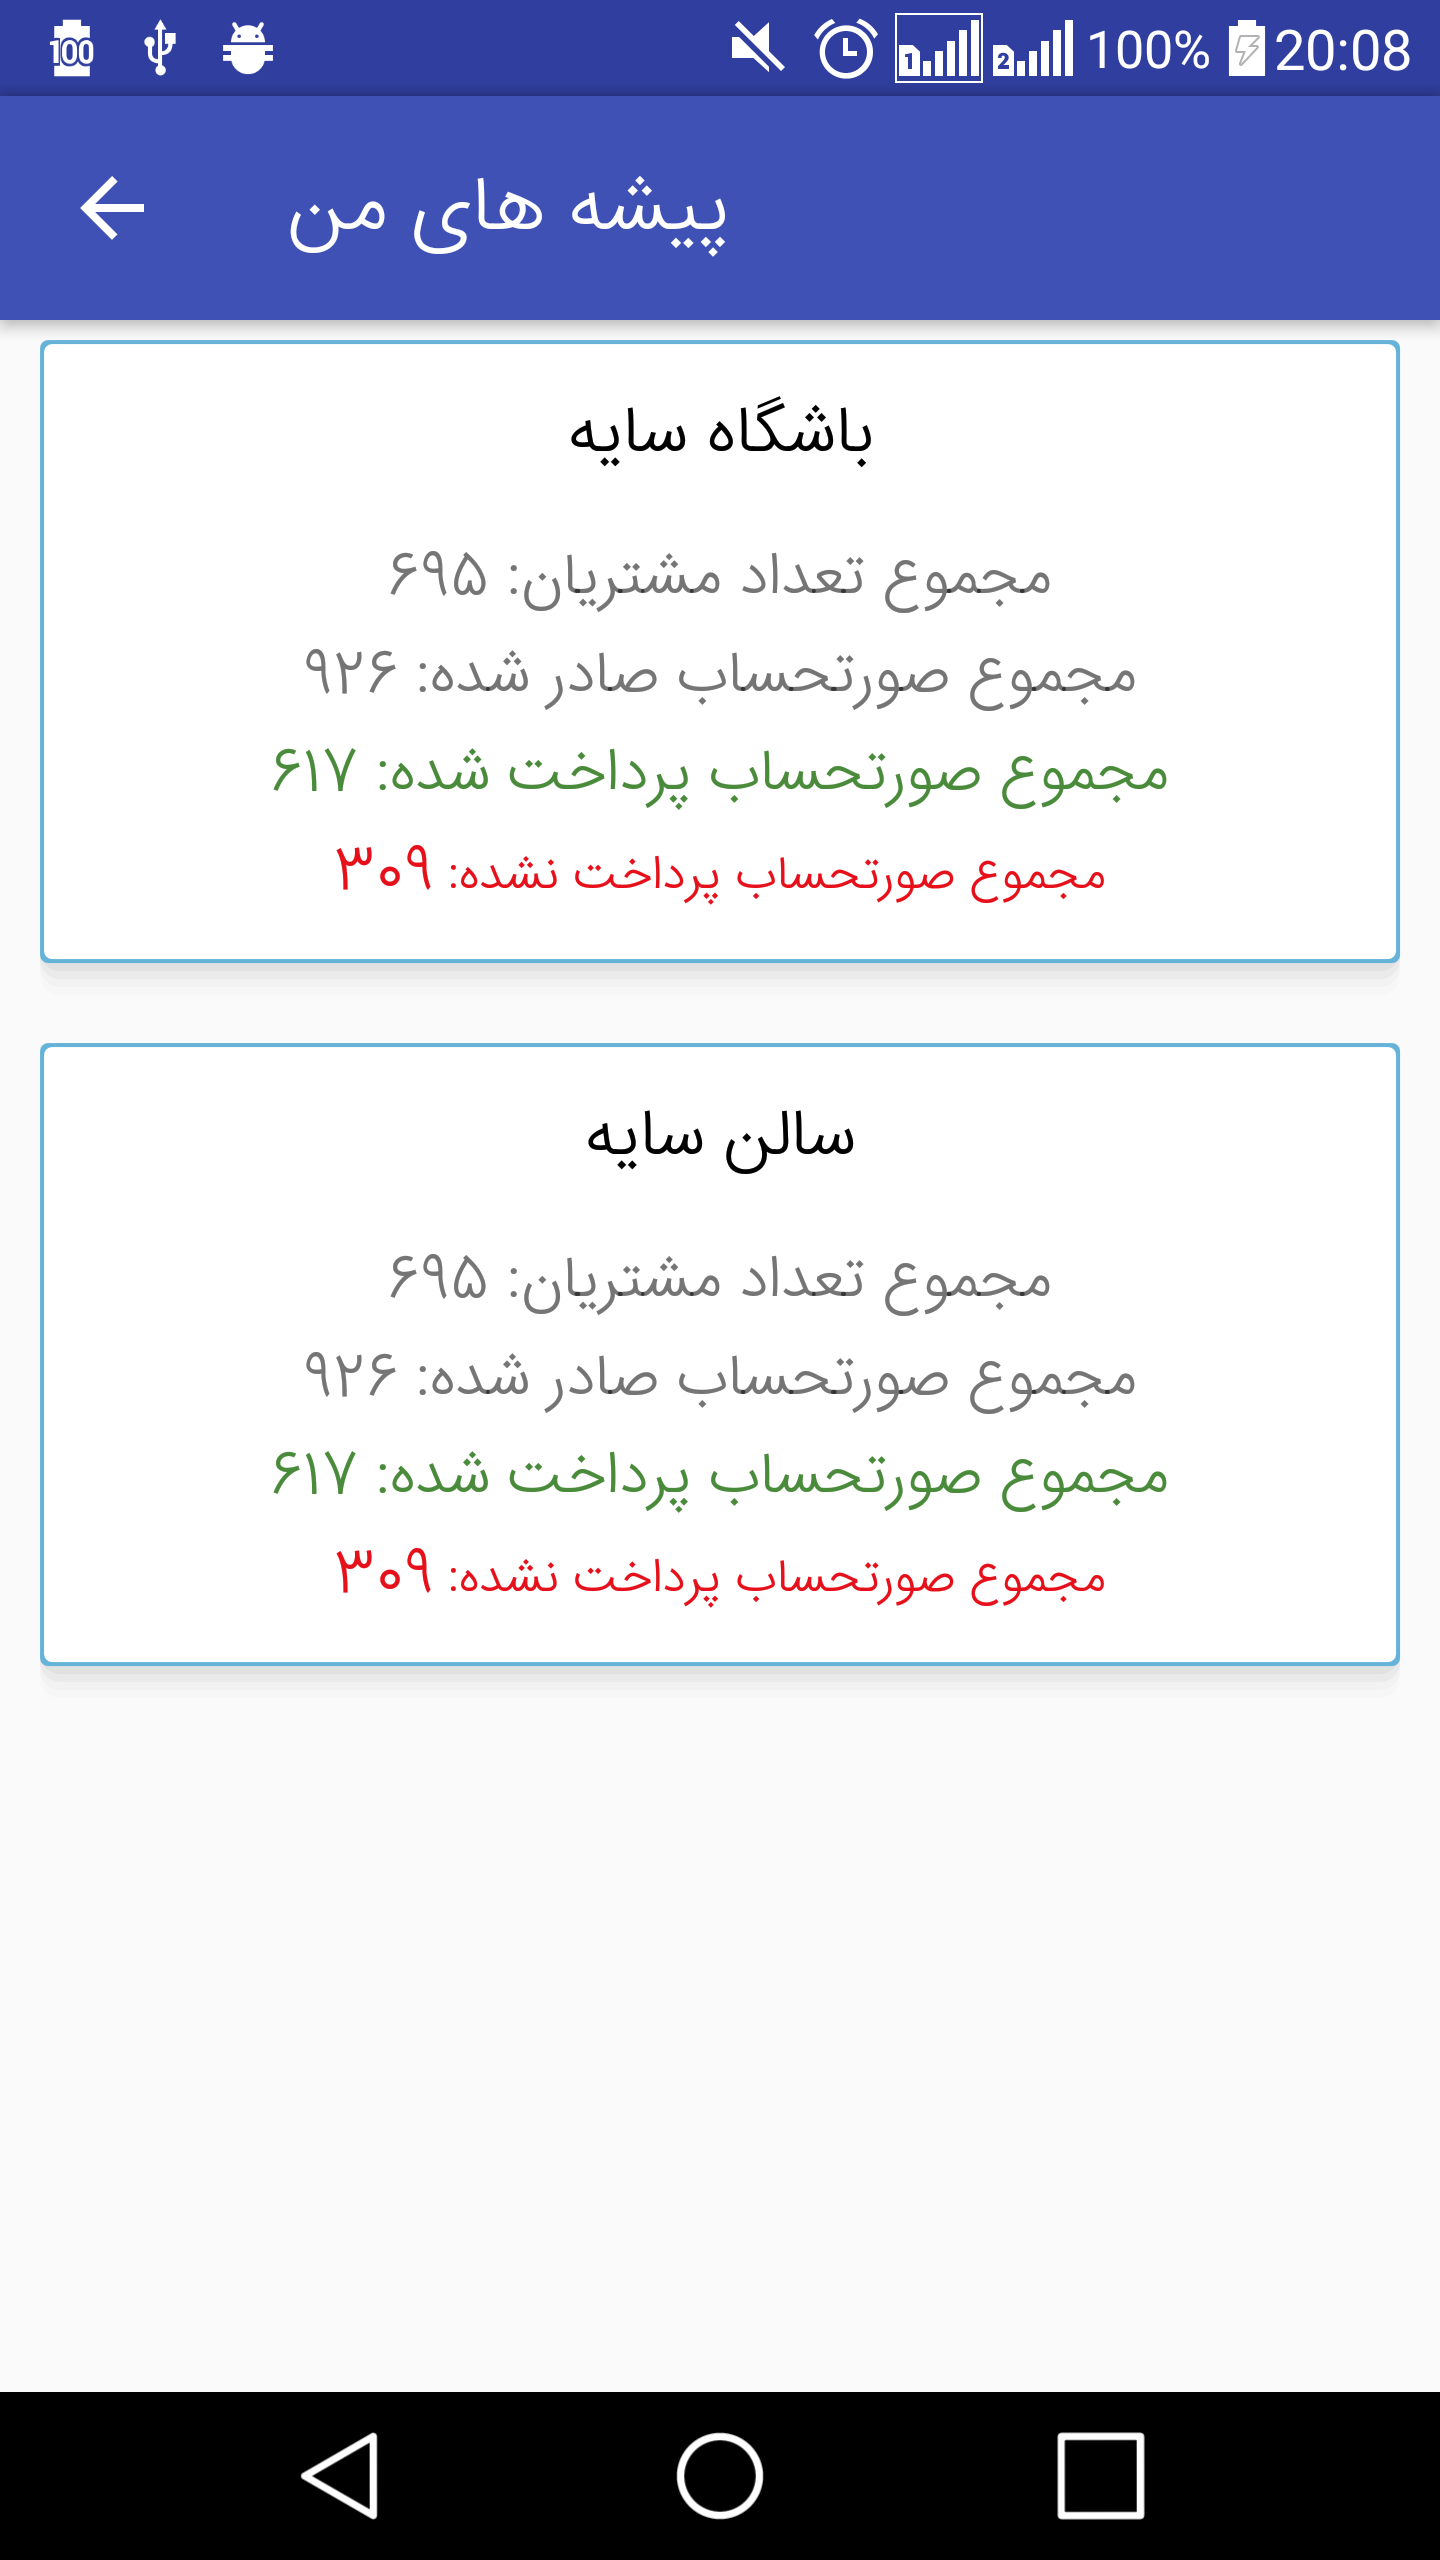 100 1 2 100% 20:08
پیشه های من
باشگاه سایه
مجموع تعداد مشتریان: ۶۹۵
مجموع صورتحساب صادر شده: ۹۲۶
مجموع صورتحساب پرداخت شده: ۶۱۷
مجموع صورتحساب پرداخت نشده: ۳۰۹
سالن سایه
مجموع تعداد مشتریان: ۶۹۵
مجموع صورتحساب صادر شده: ۹۲۶
مجموع صورتحساب پرداخت شده: ۶۱۷
مجموع صورتحساب پرداخت نشده: ۳۰۹